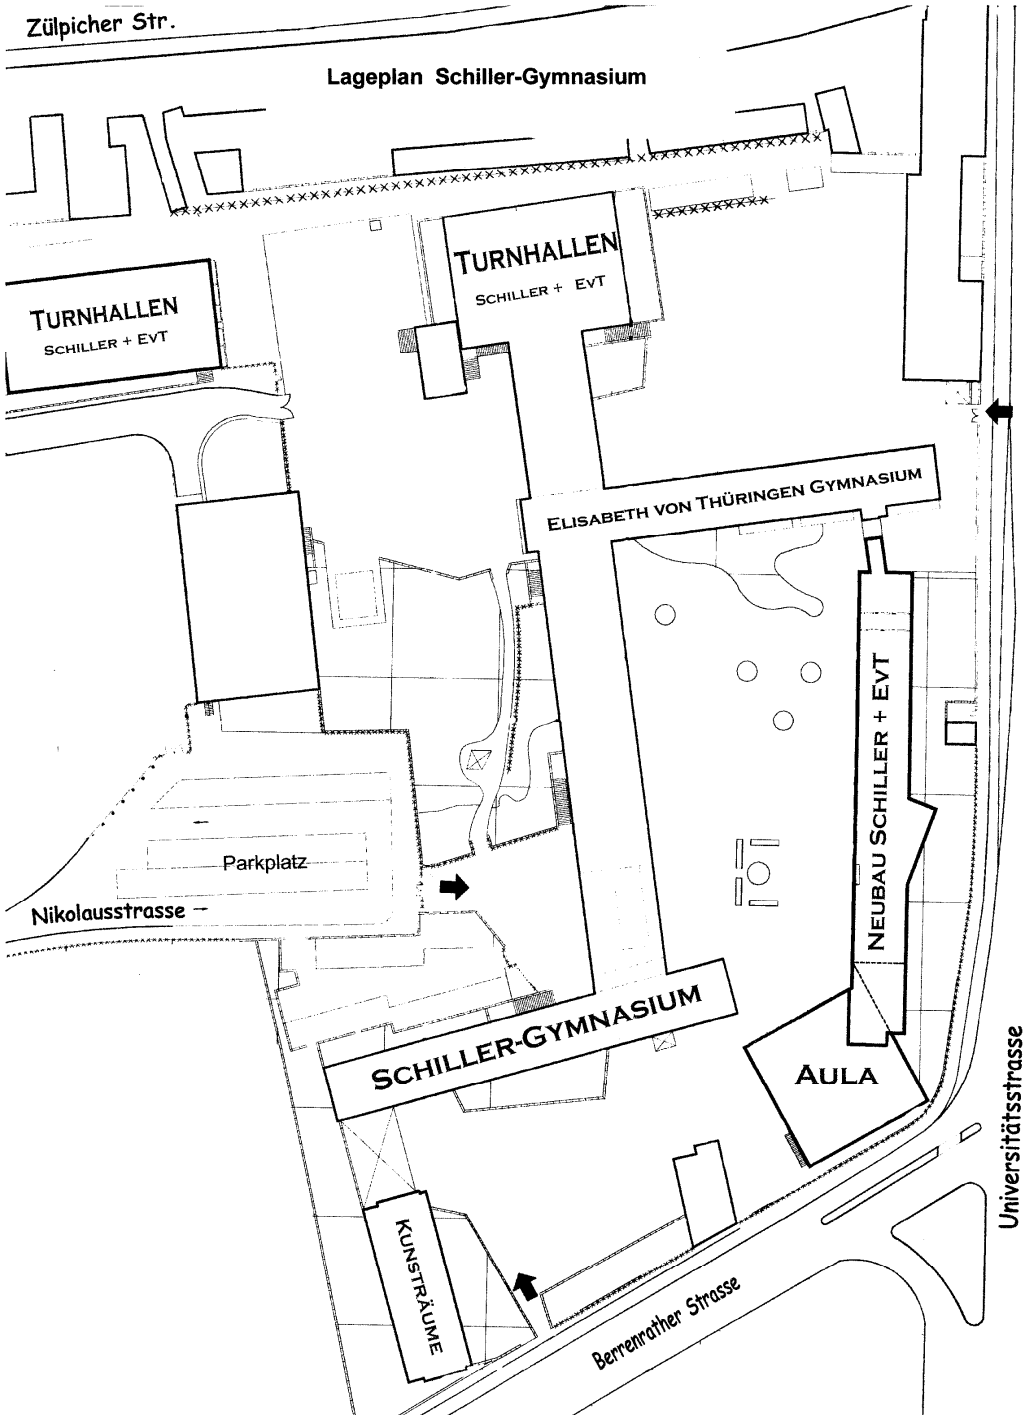 Zülpicher Str.
Lageplan Schiller-Gymnasium
TURNHALLEN
SCHILLER + EVT
TURNHALLEN
SCHILLER + EVT
ELISABETH VON THÜRINGEN GYMNASIUM
NEUBAU SCHILLER + EVT
Parkplatz
Nikolausstrasse
SCHILLER-GYMNASIUM
AULA
Universitätsstrasse
KUNSTRÄUME
Berrenrather Strasse